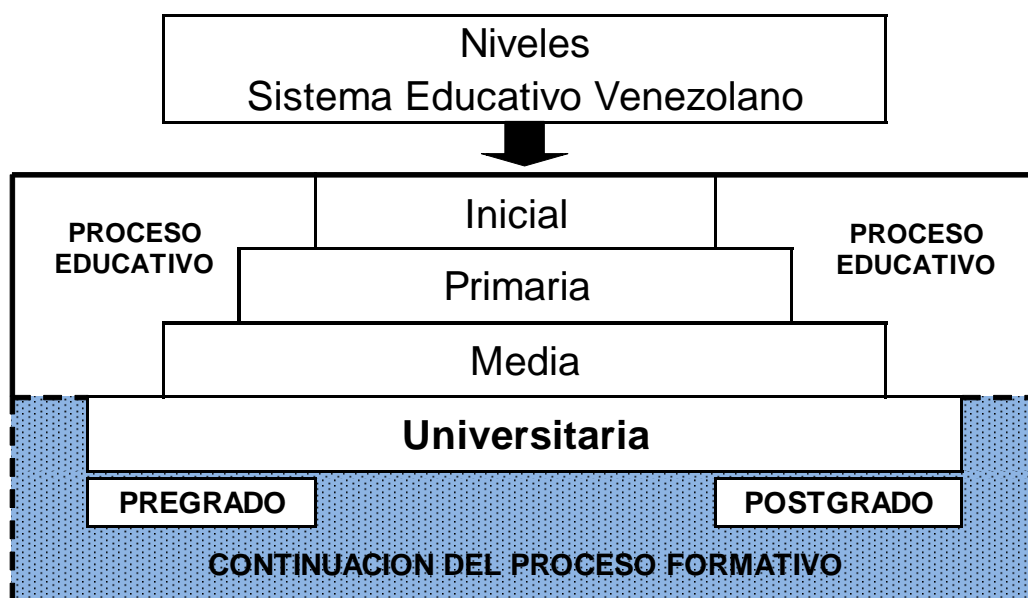 Niveles
Sistema Educativo Venezolano
PROCESO
EDUCATIVO
Inicial
PROCESO
EDUCATIVO
Primaria
Media
Universitaria
PREGRADO
POSTGRADO
CONTINUACION DEL PROCESO FORMATIVO